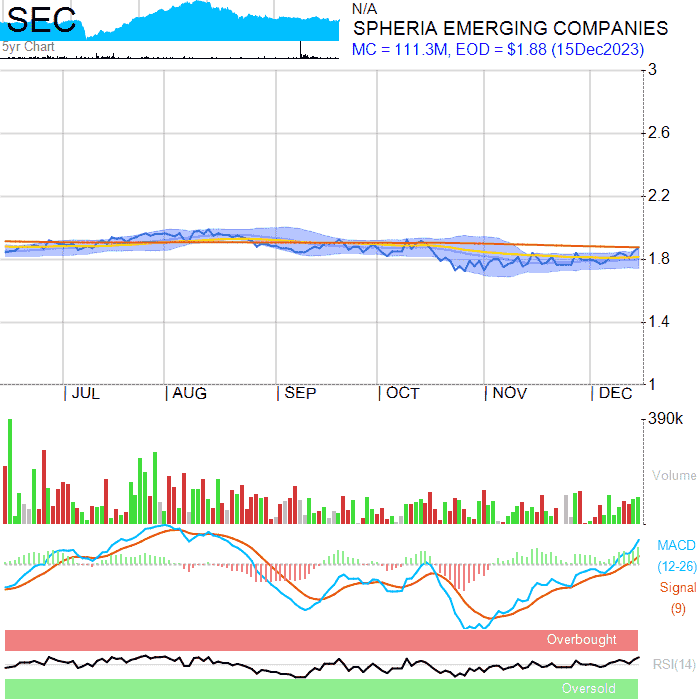 SEC
5yr Chart
N/A
SPHERIA EMERGING COMPANIES
MC = 111.3M, EOD = $1.88 (15Dec2023)
3
2.6
2.2
1.8
1.4
1
JUL AUG SEP OCT NOV DEC
390k
Volume
MACD
(12-26)
Signal
(9)
Overbought
RSI(14)
Oversold